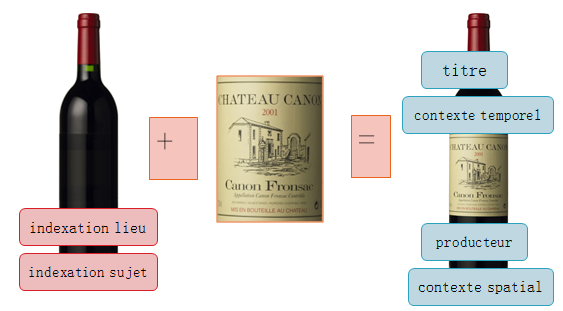 indexation lieu
indexation sujet
+
CHATEAU CANON
2001
Canon Fronsac
Appellation Canon Fronsac Contrôlée
MIS EN BOUTEILLE AU CHATEAU
=
titre
contexte temporel
CHATEAU CANON
Canon Fronsac
producteur
contexte spatial